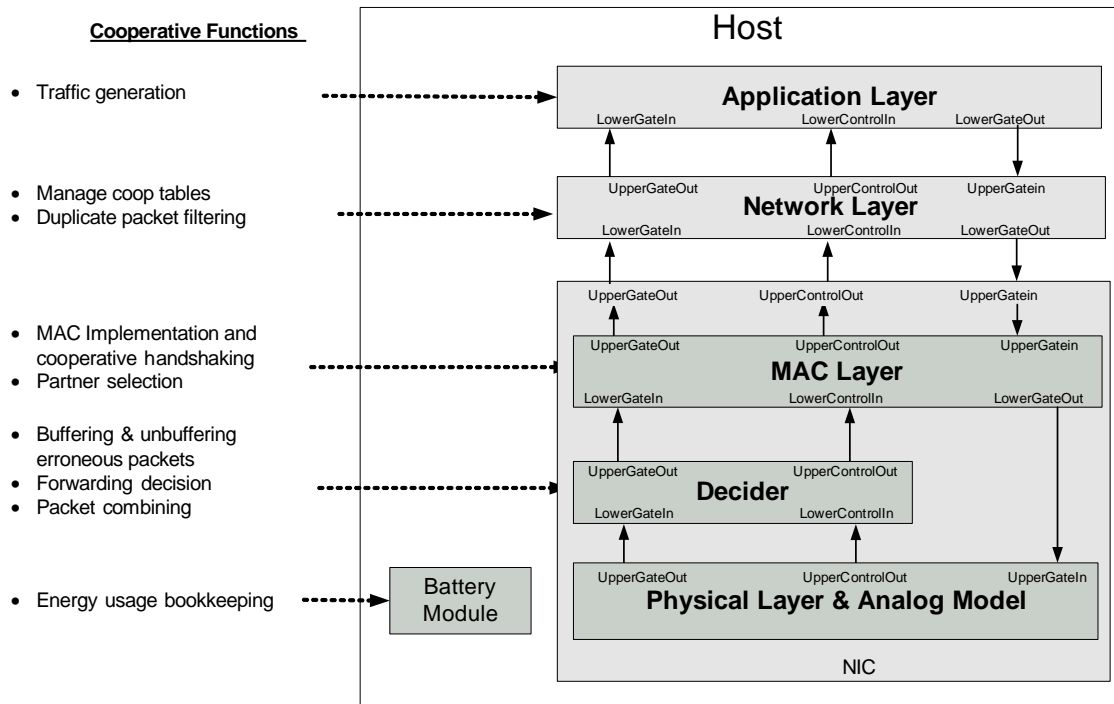 Cooperative Functions
Host
• Traffic generation
Application Layer
LowerGateIn LowerControlIn LowerGateOut
• Manage coop tables
• Duplicate packet filtering
UpperGateOut UpperControlOut UpperGatein
Network Layer
LowerGateIn LowerControlIn LowerGateOut
UpperGateOut UpperControlOut UpperGatein
• MAC Implementation and
cooperative handshaking
• Partner selection
UpperGateOut UpperControlOut UpperGatein
MAC Layer
LowerGateIn LowerControlIn LowerGateOut
• Buffering & unbuffering
erroneous packets
• Forwarding decision
• Packet combining
UpperGateOut UpperControlOut
Decider
LowerGateIn LowerControlIn
• Energy usage bookkeeping
Battery
Module
UpperGateOut UpperControlOut UpperGateIn
Physical Layer & Analog Model
NIC